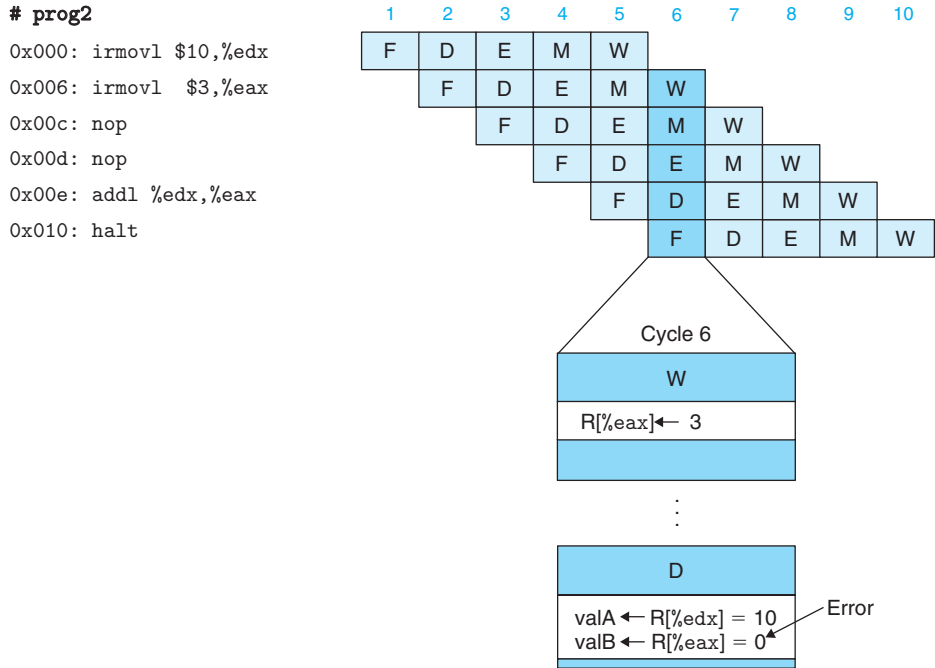 # prog2
1 2 3 4 5 6 7 8 9 10
0x000: irmovl $10,%edx F D E M W
0x006: irmovl  $3,%eax F D E M W
0x00c: nop F D E M W
0x00d: nop F D E M W
0x00e: addl %edx,%eax F D E M W
0x010: halt F D E M W
Cycle 6
W
R[%eax]← 3
. . .
D
valA ← R[%edx] = 10
valB ← R[%eax] = 0
Error